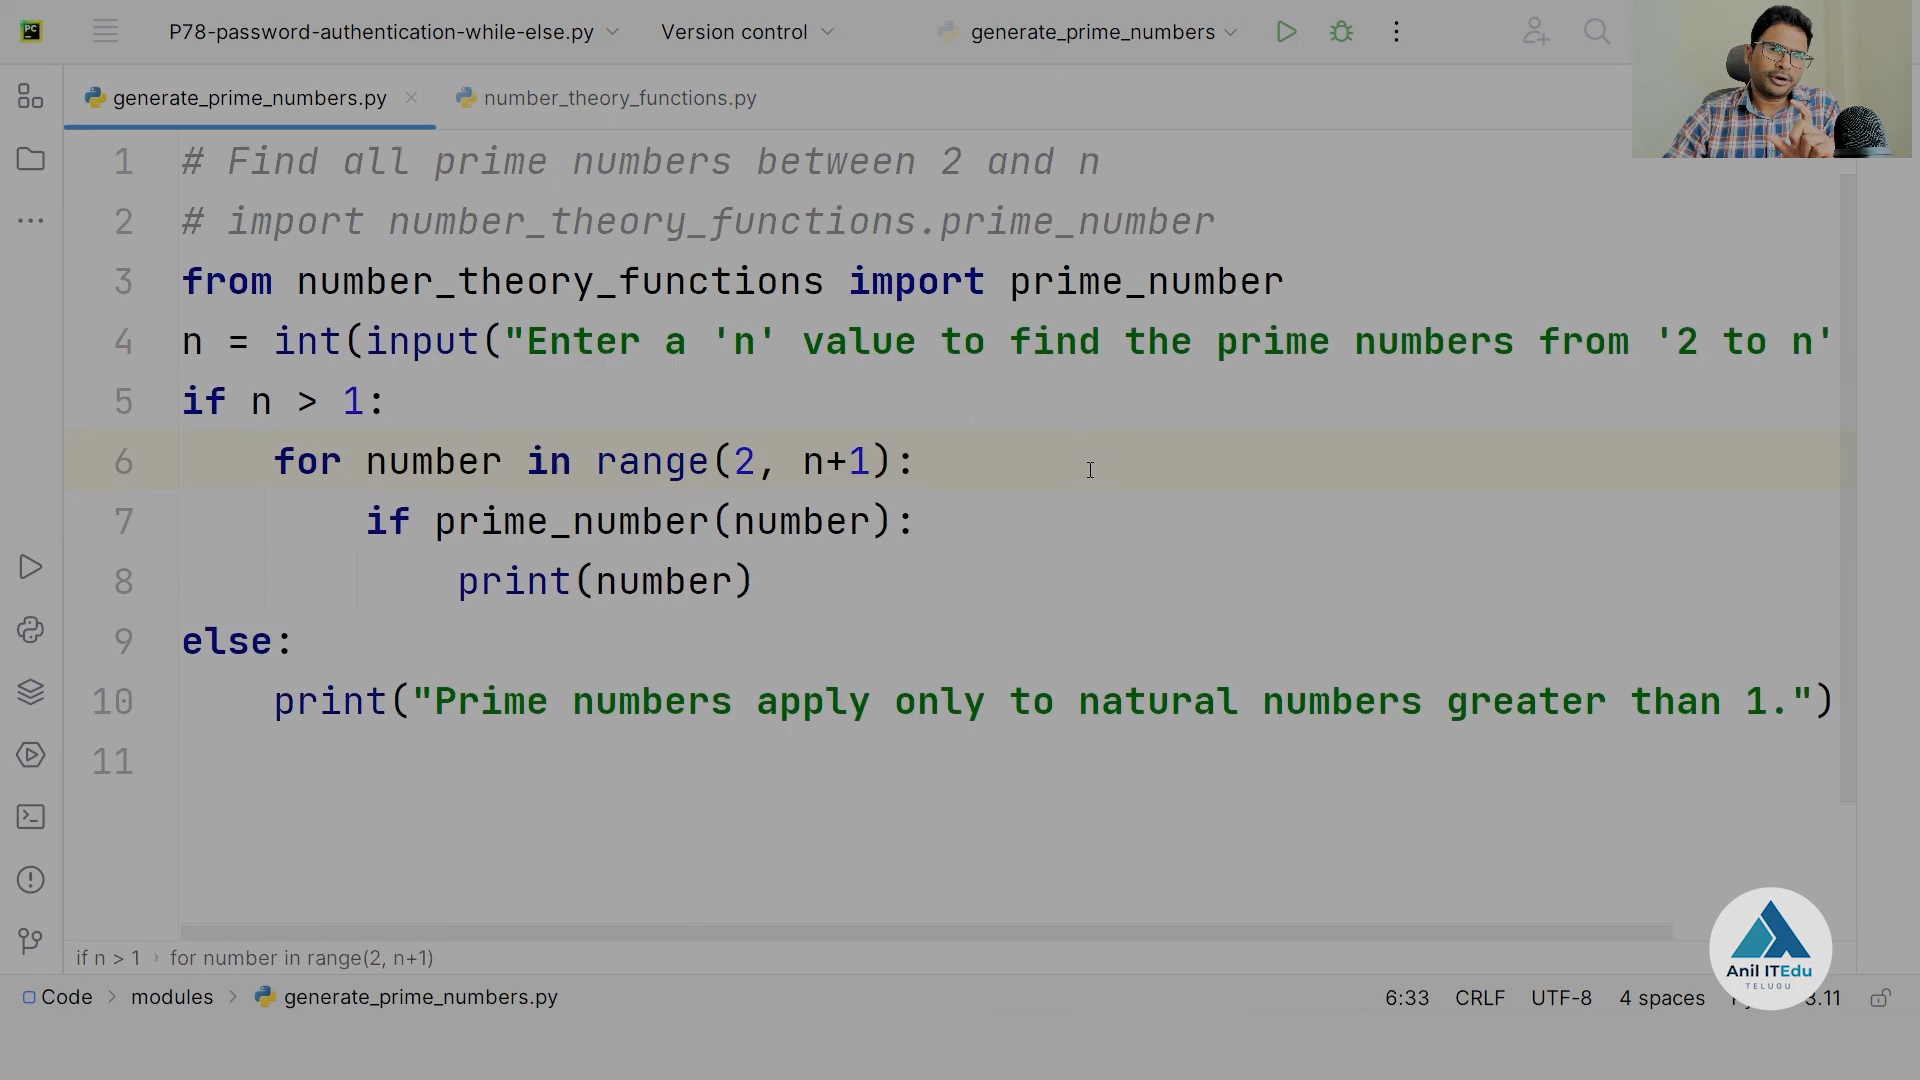 PC
P78-password-authentication-while-else.py
Version control
generate_prime_numbers
generate_prime_numbers.py
number_theory_functions.py
1 # Find all prime numbers between 2 and n
2 # import number_theory_functions.prime_number
3 from number_theory_functions import prime_number
4 n = int(input("Enter a 'n' value to find the prime numbers from '2 to n'
5 if n > 1:
6 for number in range(2, n+1):
7 if prime_number(number):
8 print(number)
9 else:
10 print("Prime numbers apply only to natural numbers greater than 1.")
11
if n > 1 › for number in range(2, n+1)
Code > modules > generate_prime_numbers.py
6:33 CRLF UTF-8 4 spaces 3.11
Anil ITEdu
TELUGU